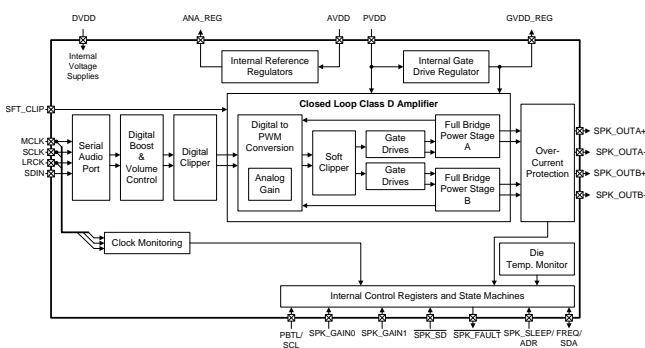 DVDD
ANA_REG
AVDD
PVDD
GVDD_REG
Internal
Voltage
Supplies
Internal Reference
Regulators
Internal Gate
Drive Regulator
SFT_CLIP
Closed Loop Class D Amplifier
MCLK
SCLK
LRCK
SDIN
Serial
Audio
Port
Digital
Boost
&
Volume
Control
Digital
Clipper
Digital to
PWM
Conversion
Analog
Gain
Soft
Clipper
Gate
Drives
Gate
Drives
Full Bridge
Power Stage
A
Full Bridge
Power Stage
B
Over-
Current
Protection
SPK_OUTA+
SPK_OUTA-
SPK_OUTB+
SPK_OUTB-
Clock Monitoring
Die
Temp. Monitor
Internal Control Registers and State Machines
PBTL/
SCL
SPK_GAIN0
SPK_GAIN1
SPK_SD
SPK_FAULT
SPK_SLEEP/
ADR
FREQ/
SDA